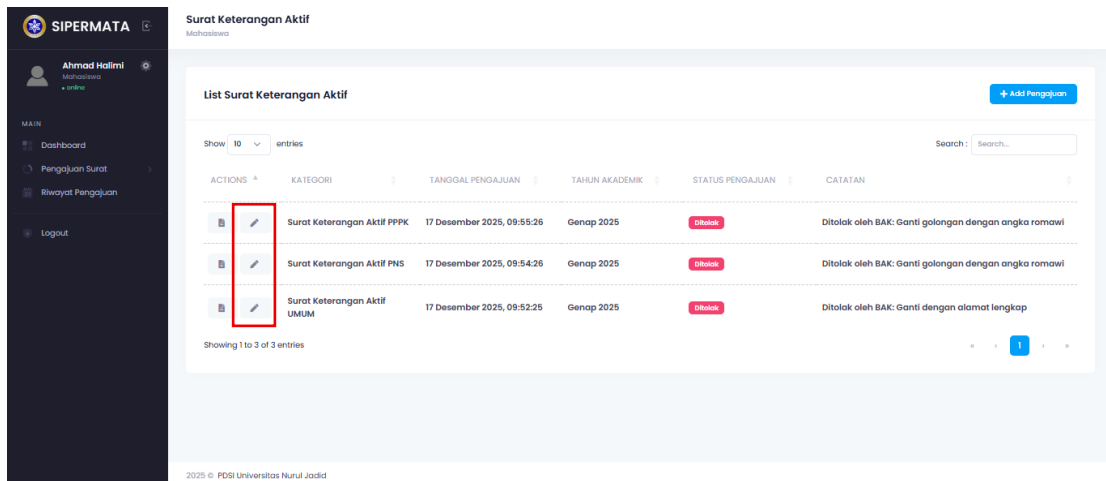 SIPERMATA
Surat Keterangan Aktif
Mahasiswa
Ahmad Halimi
Mahasiswa
online
MAIN
Dashboard
Pengajuan Surat
Riwayat Pengajuan
Logout
List Surat Keterangan Aktif
+ Add Pengajuan
Show 10 entries
Search : Search...
ACTIONS KATEGORI TANGGAL PENGAJUAN TAHUN AKADEMIK STATUS PENGAJUAN CATATAN
Surat Keterangan Aktif PPPK 17 Desember 2025, 09:55:26 Genap 2025 Ditolak Ditolak oleh BAK: Ganti golongan dengan angka romawi
Surat Keterangan Aktif PNS 17 Desember 2025, 09:54:26 Genap 2025 Ditolak Ditolak oleh BAK: Ganti golongan dengan angka romawi
Surat Keterangan Aktif UMUM 17 Desember 2025, 09:52:25 Genap 2025 Ditolak Ditolak oleh BAK: Ganti dengan alamat lengkap
Showing 1 to 3 of 3 entries
« ‹ 1 › »
2025 © PDSI Universitas Nurul Jadid